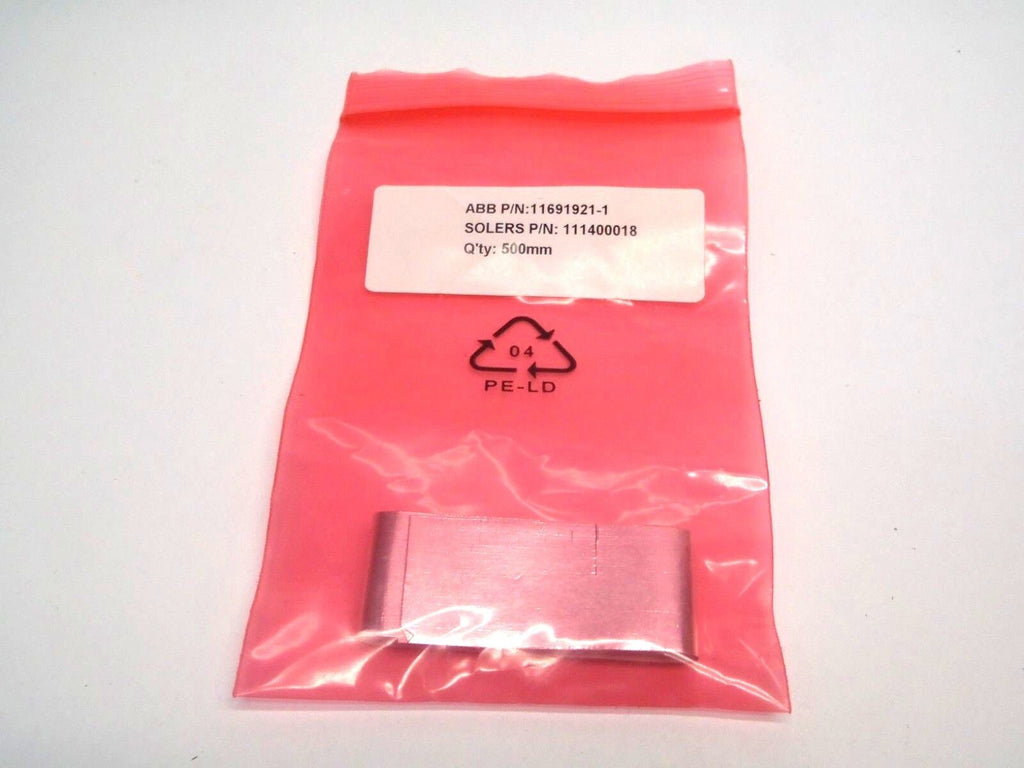 ABB P/N:11691921-1
SOLERS P/N: 111400018
Q'ty: 500mm
04
PE-LD